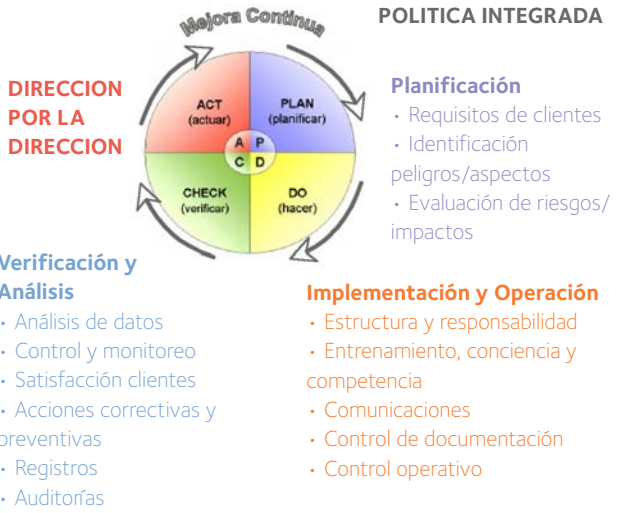 Mejora Continua
POLITICA INTEGRADA
DIRECCION
POR LA
DIRECCION
ACT
(actuar)
PLAN
(planificar)
A P
C D
CHECK
(verificar)
DO
(hacer)
Planificación
• Requisitos de clientes
• Identificación
peligros/aspectos
• Evaluación de riesgos/
impactos
Verificación y
Análisis
• Análisis de datos
• Control y monitoreo
• Satisfacción clientes
• Acciones correctivas y
preventivas
• Registros
• Auditorías
Implementación y Operación
• Estructura y responsabilidad
• Entrenamiento, conciencia y
competencia
• Comunicaciones
• Control de documentación
• Control operativo